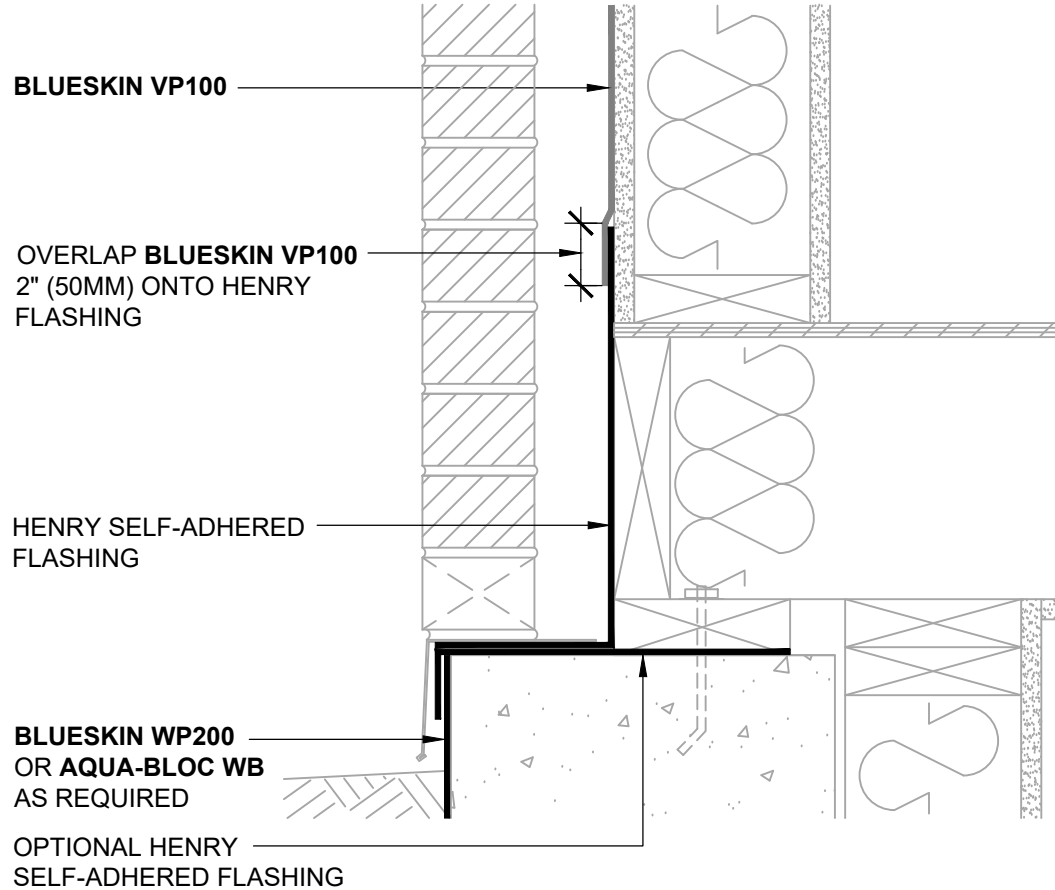 BLUESKIN VP100
OVERLAP BLUESKIN VP100
2" (50MM) ONTO HENRY
FLASHING
HENRY SELF-ADHERED
FLASHING
BLUESKIN WP200
OR AQUA-BLOC WB
AS REQUIRED
OPTIONAL HENRY
SELF-ADHERED FLASHING